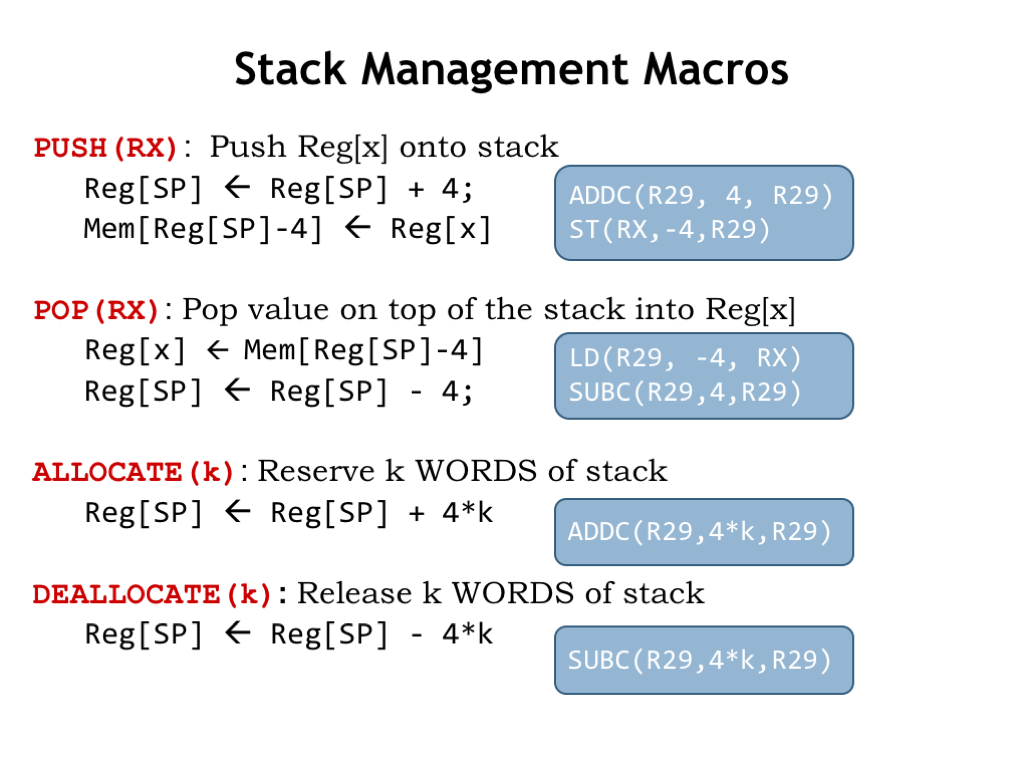 Stack Management Macros
PUSH(RX): Push Reg[x] onto stack
Reg[SP] ← Reg[SP] + 4;
Mem[Reg[SP]-4] ← Reg[x]
ADDC(R29, 4, R29)
ST(RX,-4,R29)
POP(RX): Pop value on top of the stack into Reg[x]
Reg[x] ← Mem[Reg[SP]-4]
Reg[SP] ← Reg[SP] - 4;
LD(R29, -4, RX)
SUBC(R29,4,R29)
ALLOCATE(k): Reserve k WORDS of stack
Reg[SP] ← Reg[SP] + 4*k
ADDC(R29,4*k,R29)
DEALLOCATE(k): Release k WORDS of stack
Reg[SP] ← Reg[SP] - 4*k
SUBC(R29,4*k,R29)